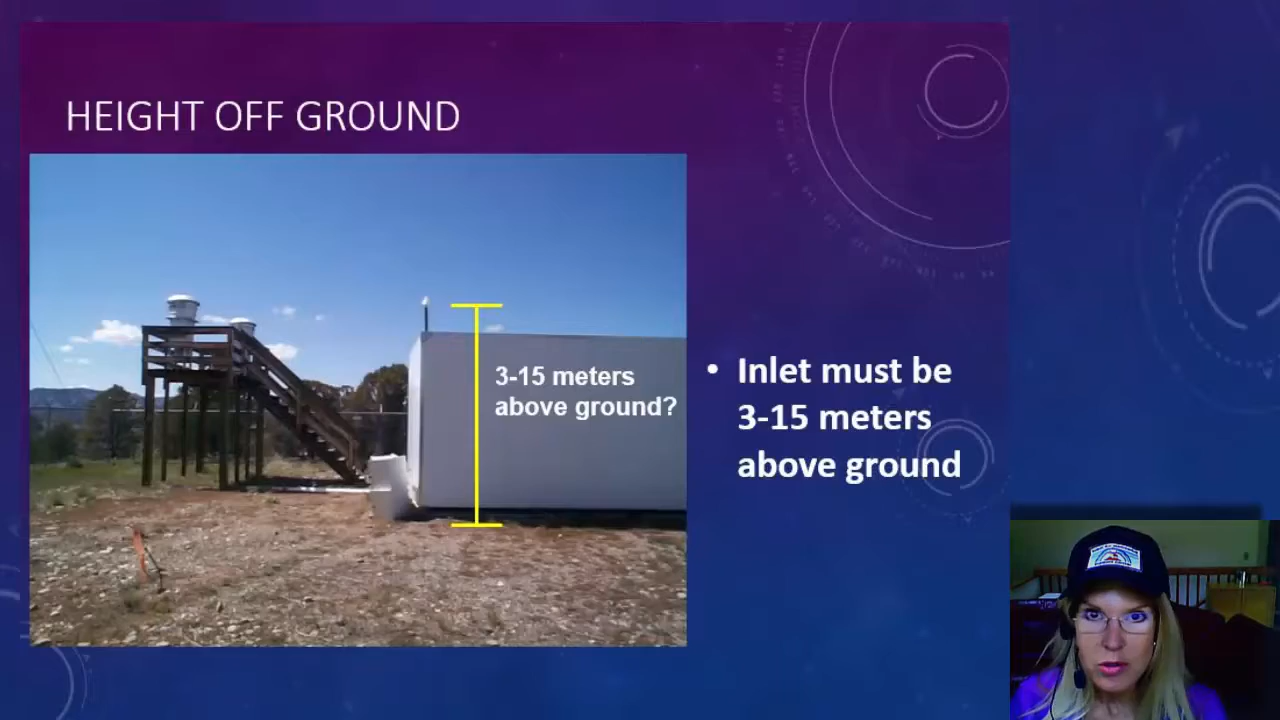 HEIGHT OFF GROUND
3-15 meters
above ground?
• Inlet must be
3-15 meters
above ground